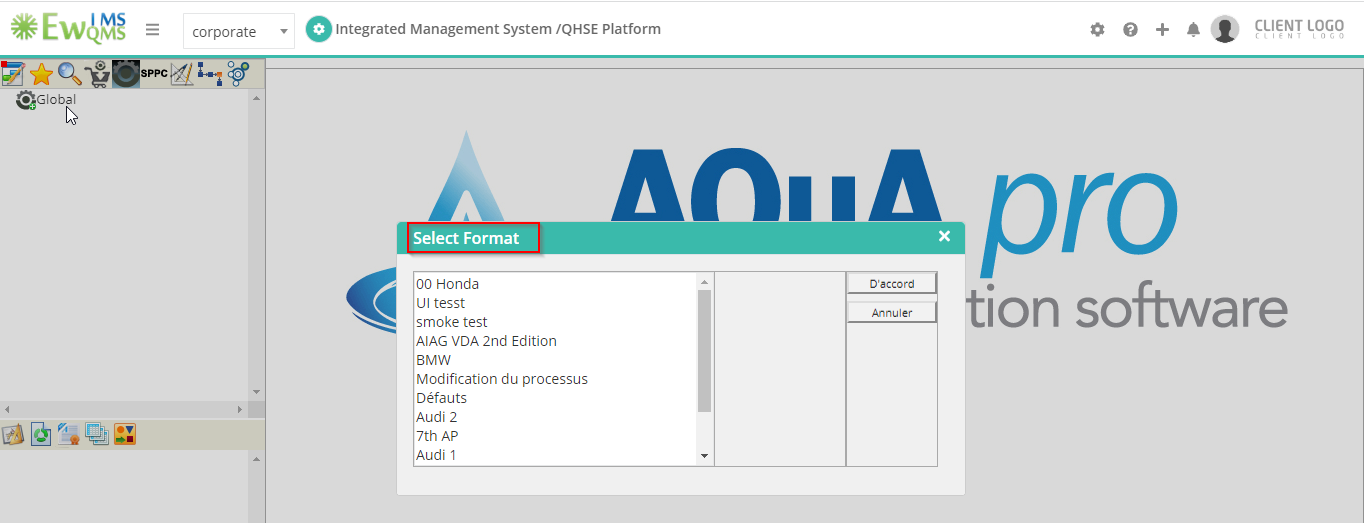 EwIMS
QMS
corporate
Integrated Management System /QHSE Platform
CLIENT LOGO
CLIENT LOGO
SPPC
Global
AQuA pro
tion software
Select Format
00 Honda
UI tesst
smoke test
AIAG VDA 2nd Edition
BMW
Modification du processus
Défauts
Audi 2
7th AP
Audi 1
D'accord
Annuler